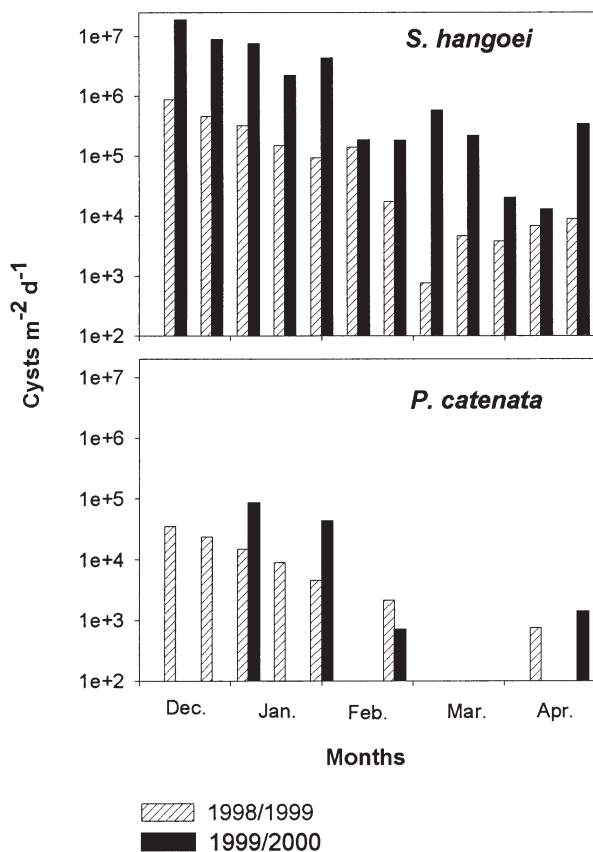 S. hangoei
1e+7
1e+6
1e+5
1e+4
1e+3
1e+2
Cysts m⁻² d⁻¹
P. catenata
1e+7
1e+6
1e+5
1e+4
1e+3
1e+2
Dec. Jan. Feb. Mar. Apr.
Months
1998/1999
1999/2000